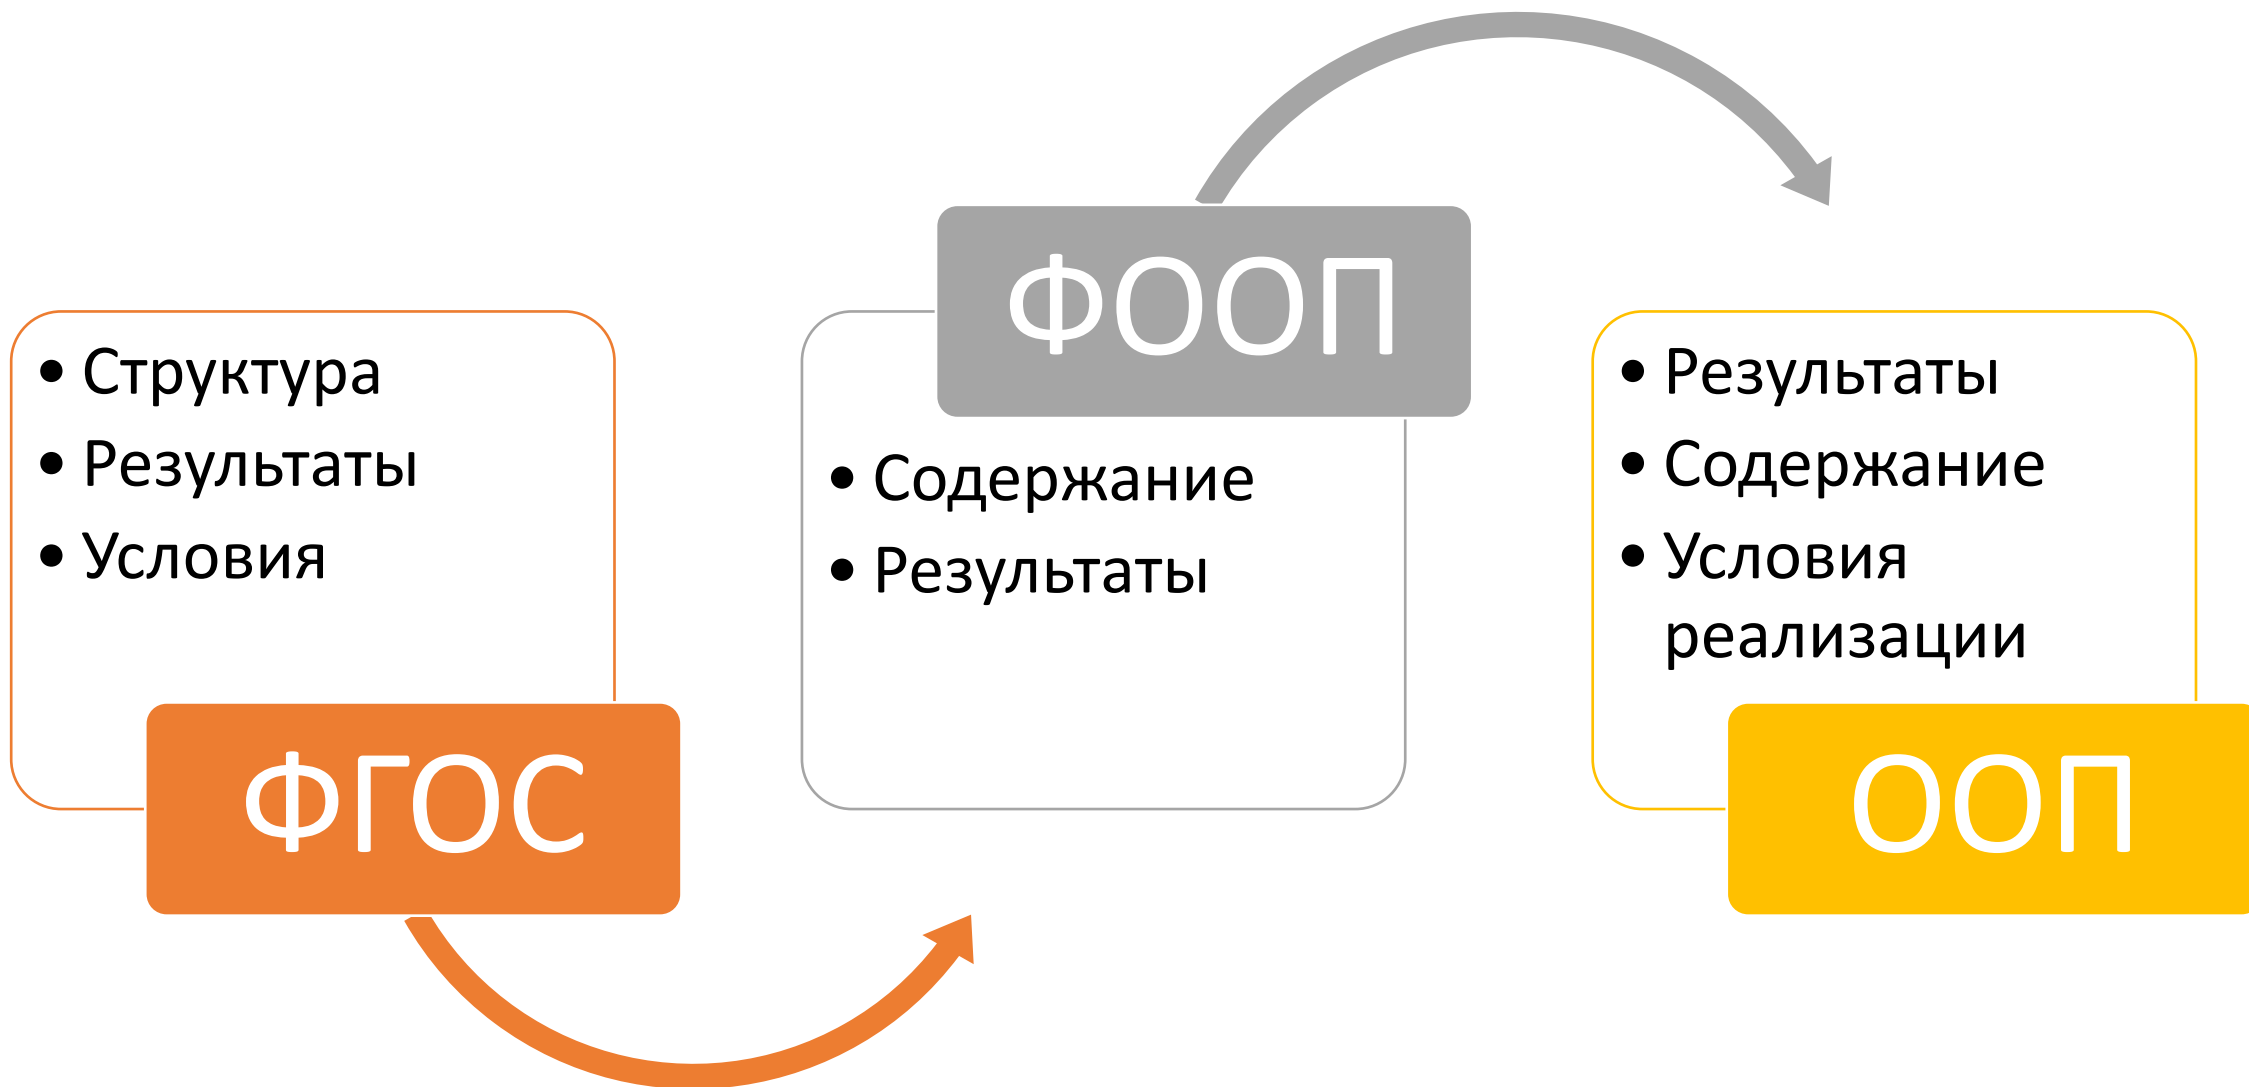 • Структура
• Результаты
• Условия
ФГОС
ФООП
• Содержание
• Результаты
• Результаты
• Содержание
• Условия
реализации
ООП